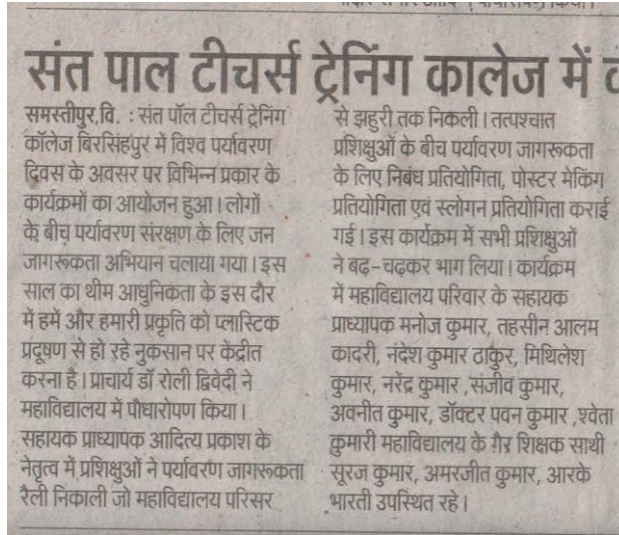 संत पाल टीचर्स ट्रेनिंग कालेज में
समस्तीपुर,वि. : संत पॉल टीचर्स ट्रेनिंग
कॉलेज बिरसिंहपुर में विश्व पर्यावरण
दिवस के अवसर पर विभिन्न प्रकार के
कार्यक्रमों का आयोजन हुआ। लोगों
के बीच पर्यावरण संरक्षण के लिए जन
जागरूकता अभियान चलाया गया। इस
साल का थीम आधुनिकता के इस दौर
में हमें और हमारी प्रकृति को प्लास्टिक
प्रदूषण से हो रहे नुकसान पर केंद्रीत
करना है। प्राचार्य डॉ रोली द्विवेदी ने
महाविद्यालय में पौधारोपण किया।
सहायक प्राध्यापक आदित्य प्रकाश के
नेतृत्व में प्रशिक्षुओं ने पर्यावरण जागरूकता
रैली निकाली जो महाविद्यालय परिसर
से झहुरी तक निकली। तत्पश्चात
प्रशिक्षुओं के बीच पर्यावरण जागरूकता
के लिए निबंध प्रतियोगिता, पोस्टर मेकिंग
प्रतियोगिता एवं स्लोगन प्रतियोगिता कराई
गई। इस कार्यक्रम में सभी प्रशिक्षुओं
ने बढ़-चढ़कर भाग लिया। कार्यक्रम
में महाविद्यालय परिवार के सहायक
प्राध्यापक मनोज कुमार, तहसीन आलम
कादरी, नंदेश कुमार ठाकुर, मिथिलेश
कुमार, नरेंद्र कुमार ,संजीव कुमार,
अवनीत कुमार, डॉक्टर पवन कुमार ,श्वेता
कुमारी महाविद्यालय के गैर शिक्षक साथी
सूरज कुमार, अमरजीत कुमार, आरके
भारती उपस्थित रहे।